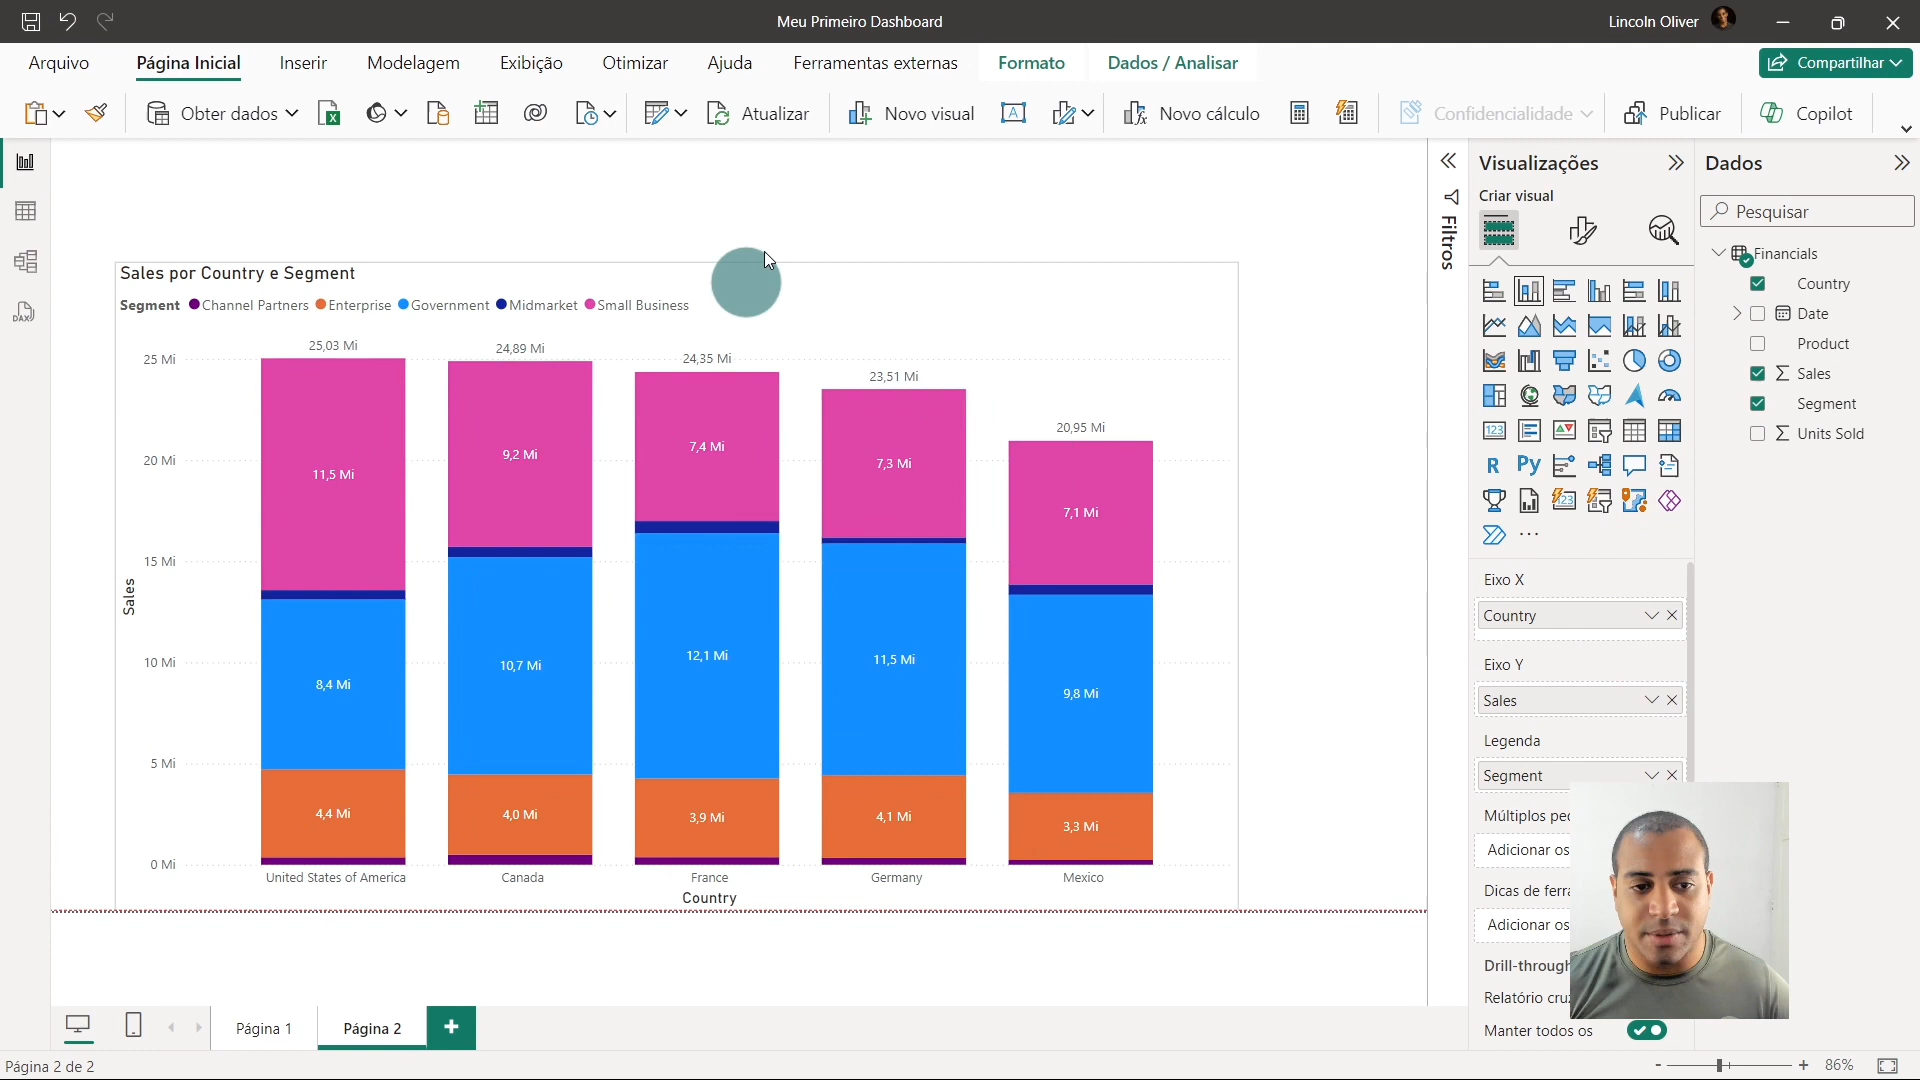 Meu Primeiro Dashboard
Lincoln Oliver
Arquivo
Página Inicial
Inserir
Modelagem
Exibição
Otimizar
Ajuda
Ferramentas externas
Formato
Dados / Analisar
Compartilhar
Obter dados
Atualizar
Novo visual
Novo cálculo
Confidencialidade
Publicar
Copilot
Sales por Country e Segment
Segment Channel Partners Enterprise Government Midmarket Small Business
25 Mi
20 Mi
15 Mi
10 Mi
5 Mi
0 Mi
Sales
25,03 Mi
24,89 Mi
24,35 Mi
23,51 Mi
20,95 Mi
11,5 Mi
9,2 Mi
7,4 Mi
7,3 Mi
7,1 Mi
8,4 Mi
10,7 Mi
12,1 Mi
11,5 Mi
9,8 Mi
4,4 Mi
4,0 Mi
3,9 Mi
4,1 Mi
3,3 Mi
United States of America
Canada
France
Germany
Mexico
Country
Filtros
Visualizações
Criar visual
123
R
Py
123
Eixo X
Country
Eixo Y
Sales
Legenda
Segment
Múltiplos peq
Adicionar os
Dicas de ferra
Adicionar os
Drill-through
Relatório cruz
Manter todos os
Dados
Pesquisar
Financials
Country
Date
Product
Sales
Segment
Units Sold
DAX
Página 1
Página 2
+
Página 2 de 2
- + 86%